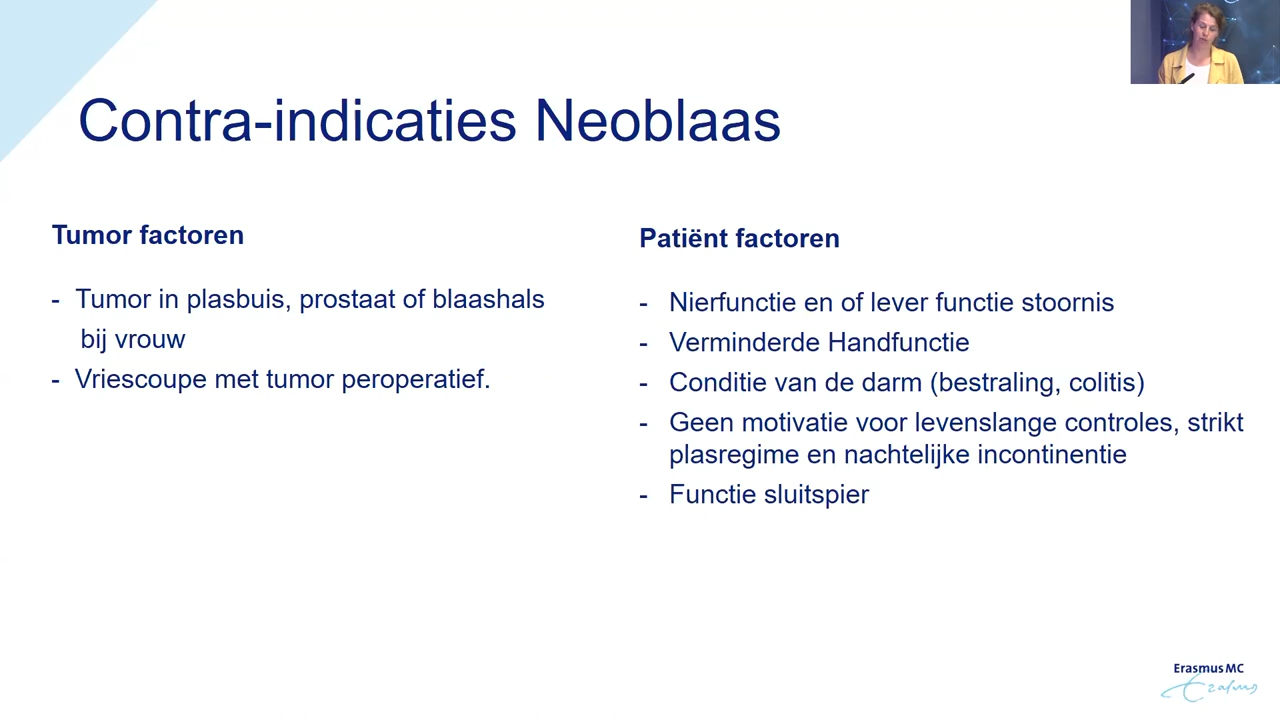 Contra-indicaties Neoblaas
Tumor factoren
- Tumor in plasbuis, prostaat of blaashals
bij vrouw
- Vriescoupe met tumor peroperatief.
Patiënt factoren
- Nierfunctie en of lever functie stoornis
- Verminderde Handfunctie
- Conditie van de darm (bestraling, colitis)
- Geen motivatie voor levenslange controles, strikt
plasregime en nachtelijke incontinentie
- Functie sluitspier
Erasmus MC
Erasmus